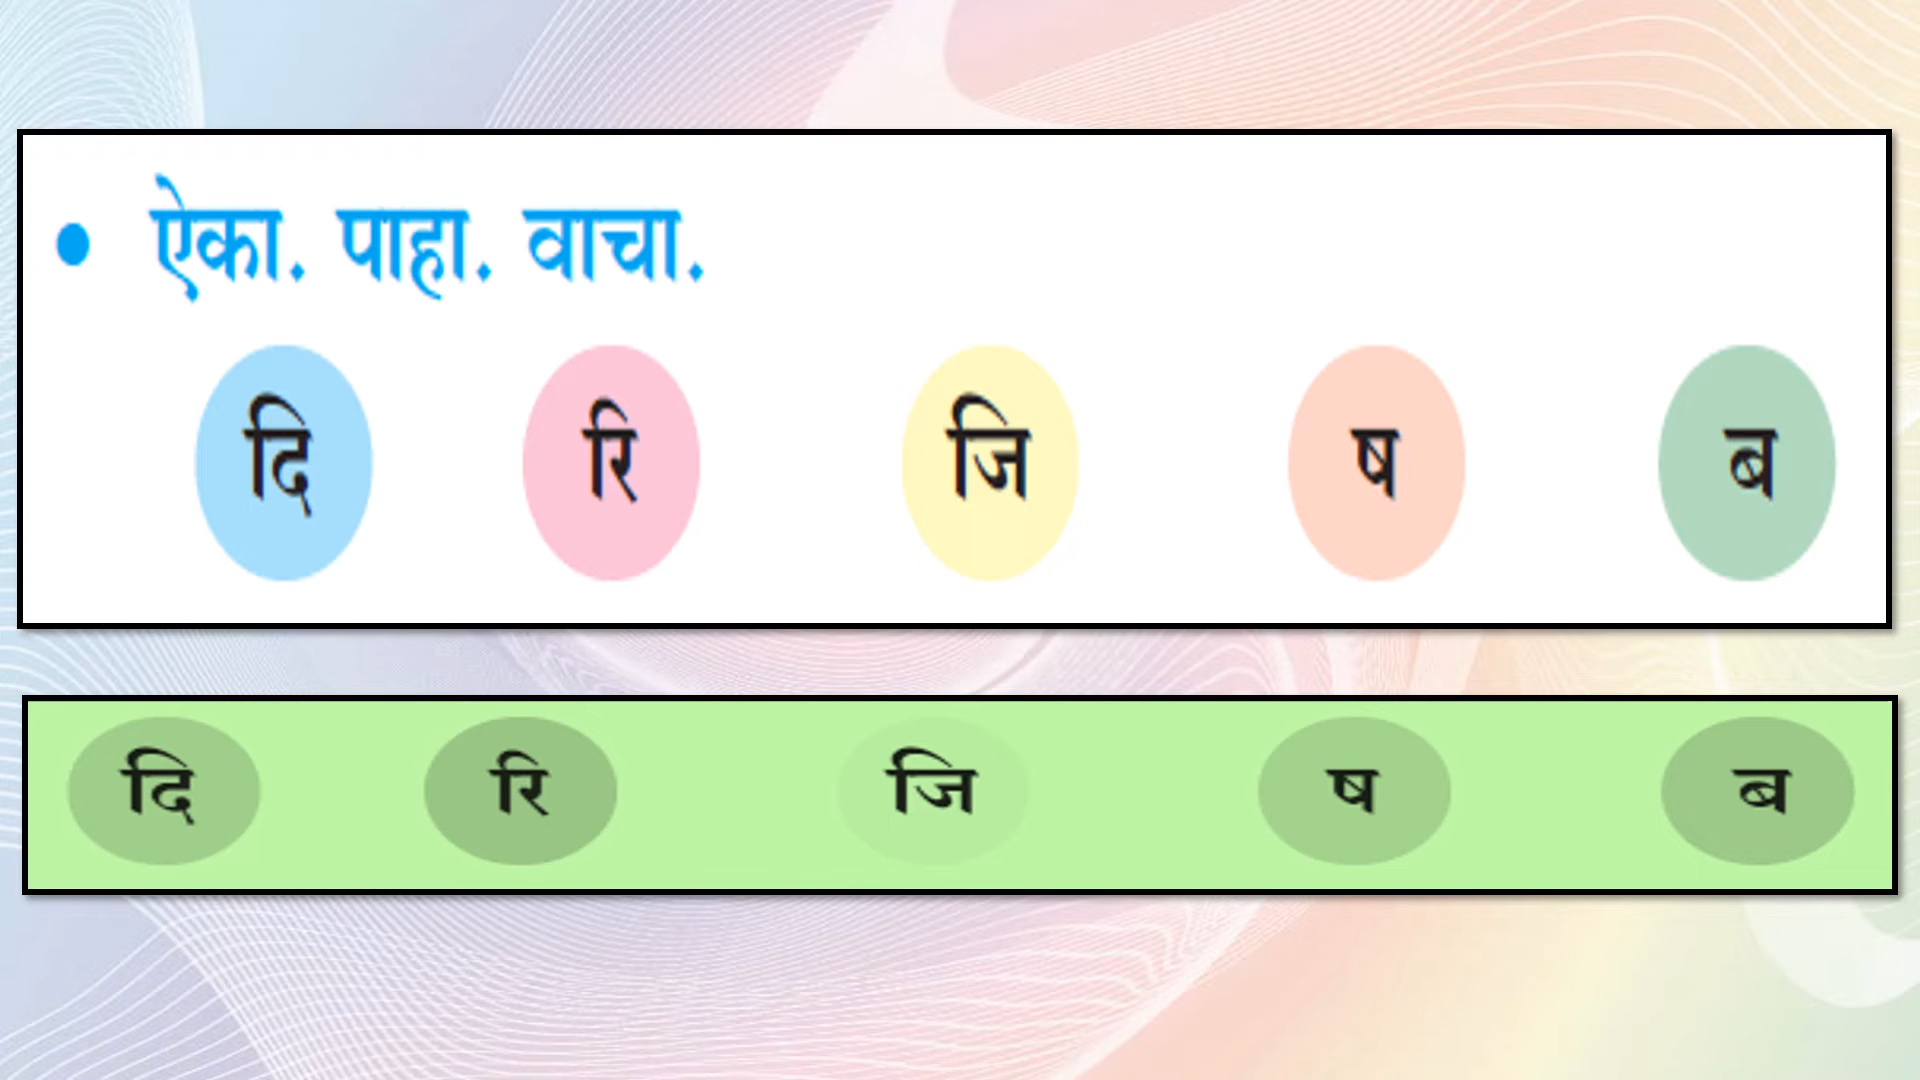 • ऐका. पाहा. वाचा.
दि रि जि ष ब
दि रि जि ष ब